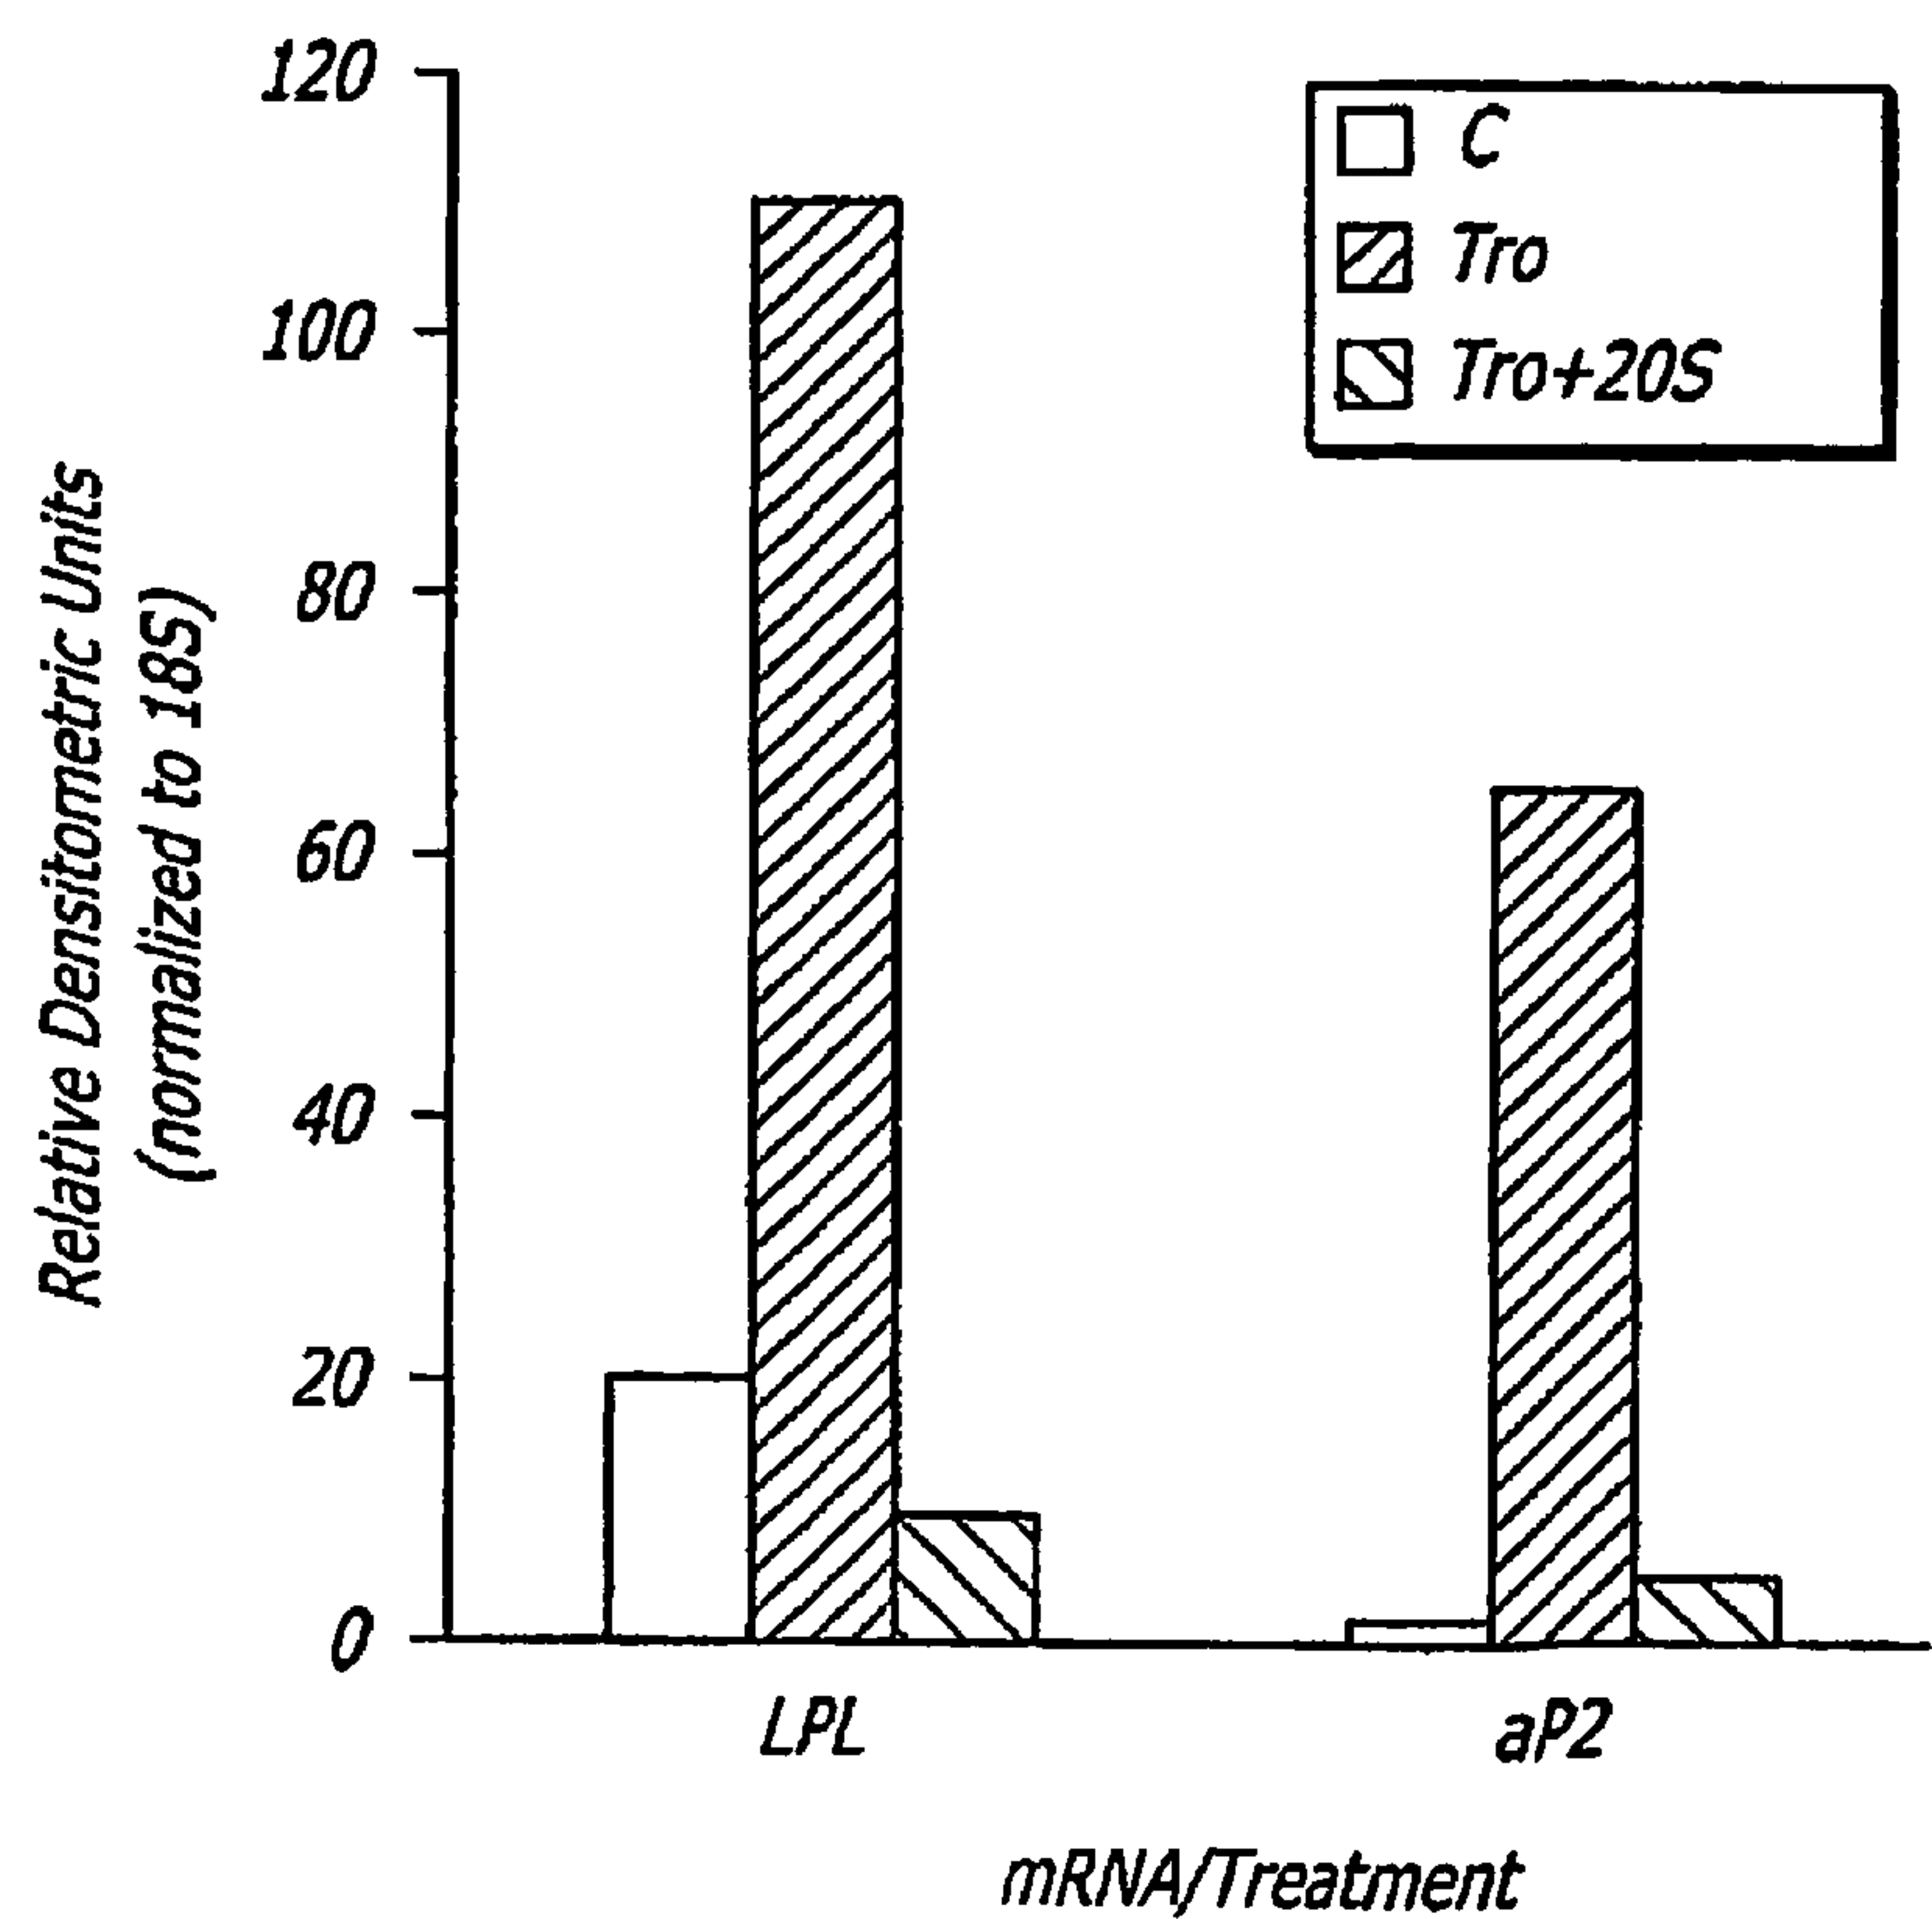 120
100
80
60
40
20
0
Relative Densitometric Units
(normalized to 18S)
C
Tro
Tro+20S
LPL
aP2
mRNA/Treatment